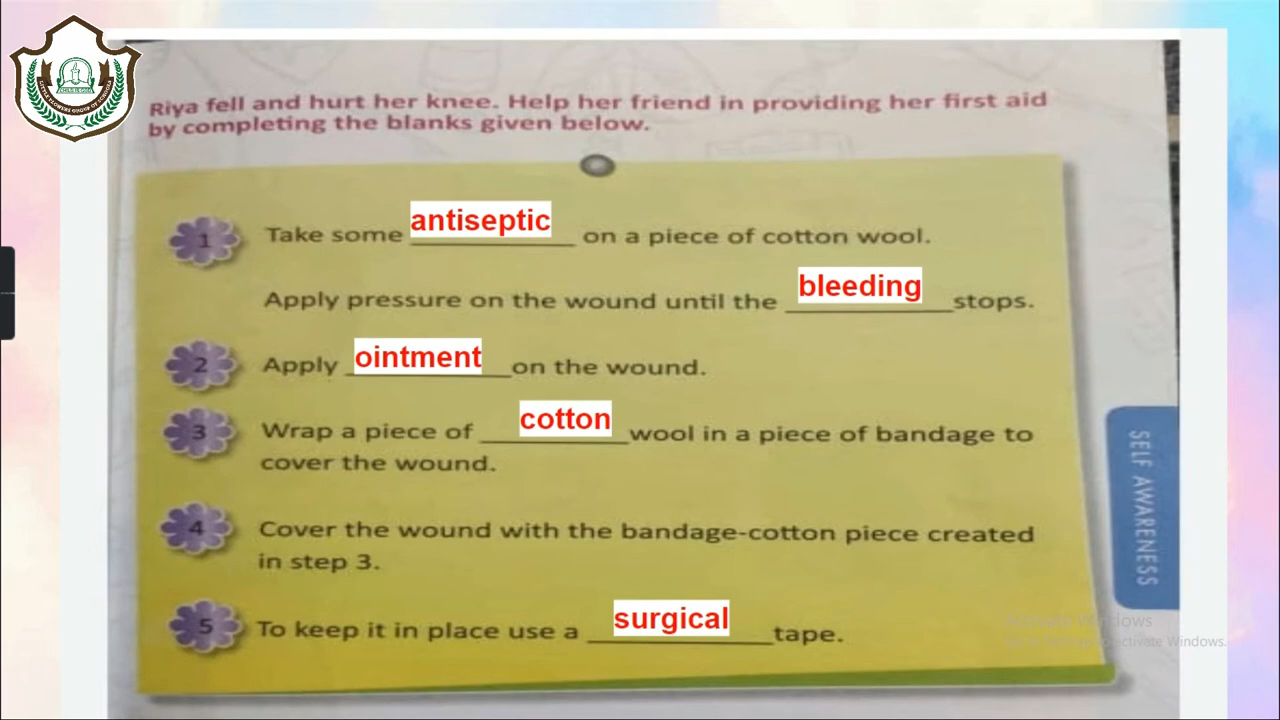 Riya fell and hurt her knee. Help her friend in providing her first aid
by completing the blanks given below.
1 Take some antiseptic on a piece of cotton wool.
Apply pressure on the wound until the bleeding stops.
2 Apply ointment on the wound.
3 Wrap a piece of cotton wool in a piece of bandage to
cover the wound.
4 Cover the wound with the bandage-cotton piece created
in step 3.
5 To keep it in place use a surgical tape.
SELF AWARENESS
Activate Windows